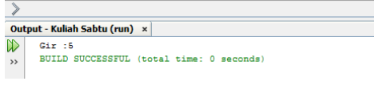 Output - Kuliah Sabtu (run) ×
Gir :5
BUILD SUCCESSFUL (total time: 0 seconds)